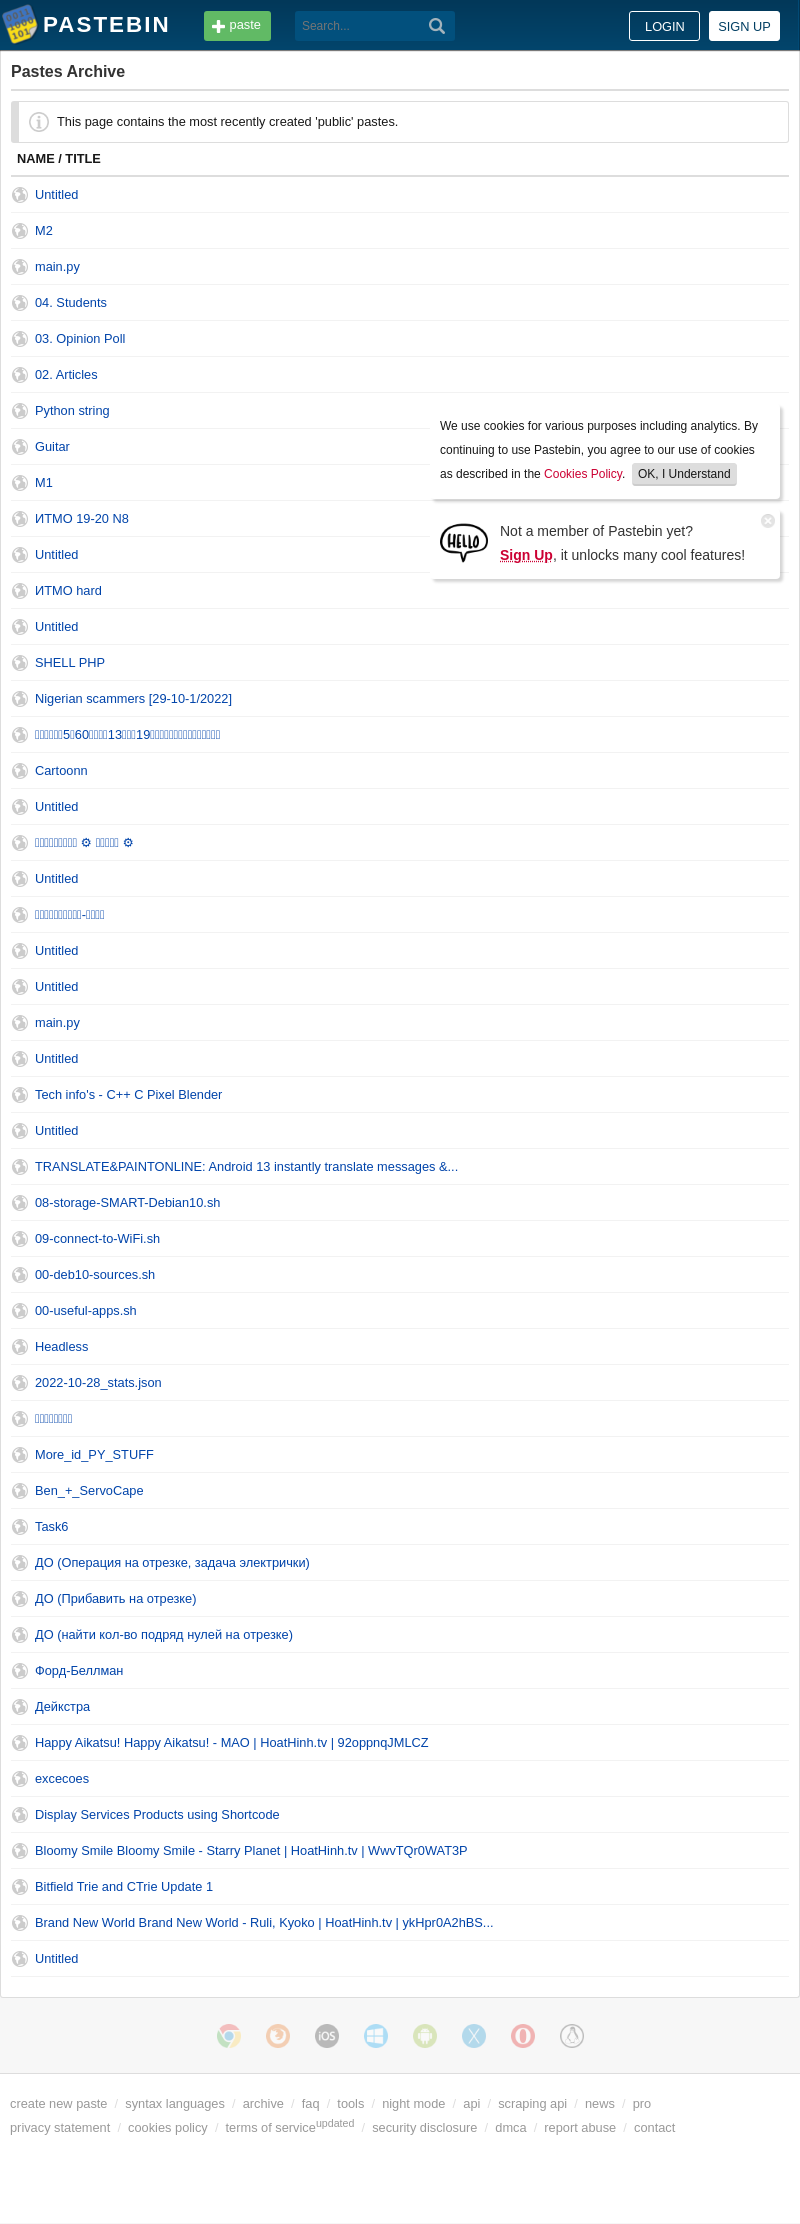 PASTEBIN
paste
Search...
LOGIN
SIGN UP
Pastes Archive
This page contains the most recently created 'public' pastes.
NAME / TITLE
Untitled
M2
main.py
04. Students
03. Opinion Poll
02. Articles
Python string
Guitar
M1
ИТМО 19-20 N8
Untitled
ИТМО hard
We use cookies for various purposes including analytics. By
continuing to use Pastebin, you agree to our use of cookies
as described in the Cookies Policy. OK, I Understand
HELLO
Not a member of Pastebin yet?
Sign Up, it unlocks many cool features!
Untitled
SHELL PHP
Nigerian scammers [29-10-1/2022]
5 60 13 19
Cartoonn
Untitled
⚙ ⚙
Untitled
-
Untitled
Untitled
main.py
Untitled
Tech info's - C++ C Pixel Blender
Untitled
TRANSLATE&PAINTONLINE: Android 13 instantly translate messages &...
08-storage-SMART-Debian10.sh
09-connect-to-WiFi.sh
00-deb10-sources.sh
00-useful-apps.sh
Headless
2022-10-28_stats.json
More_id_PY_STUFF
Ben_+_ServoCape
Task6
ДО (Операция на отрезке, задача электрички)
ДО (Прибавить на отрезке)
ДО (найти кол-во подряд нулей на отрезке)
Форд-Беллман
Дейкстра
Happy Aikatsu! Happy Aikatsu! - MAO | HoatHinh.tv | 92oppnqJMLCZ
excecoes
Display Services Products using Shortcode
Bloomy Smile Bloomy Smile - Starry Planet | HoatHinh.tv | WwvTQr0WAT3P
Bitfield Trie and CTrie Update 1
Brand New World Brand New World - Ruli, Kyoko | HoatHinh.tv | ykHpr0A2hBS...
Untitled
iOS
create new paste / syntax languages / archive / faq / tools / night mode / api / scraping api / news / pro
privacy statement / cookies policy / terms of service updated / security disclosure / dmca / report abuse / contact